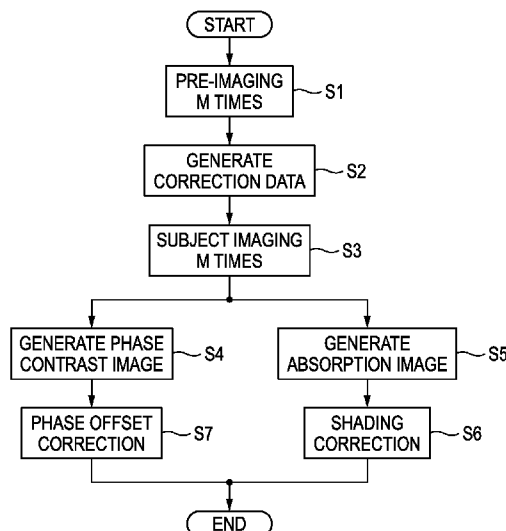 START
PRE-IMAGING
M TIMES
S1
GENERATE
CORRECTION DATA
S2
SUBJECT IMAGING
M TIMES
S3
GENERATE PHASE
CONTRAST IMAGE
S4
GENERATE
ABSORPTION IMAGE
S5
PHASE OFFSET
CORRECTION
S7
SHADING
CORRECTION
S6
END